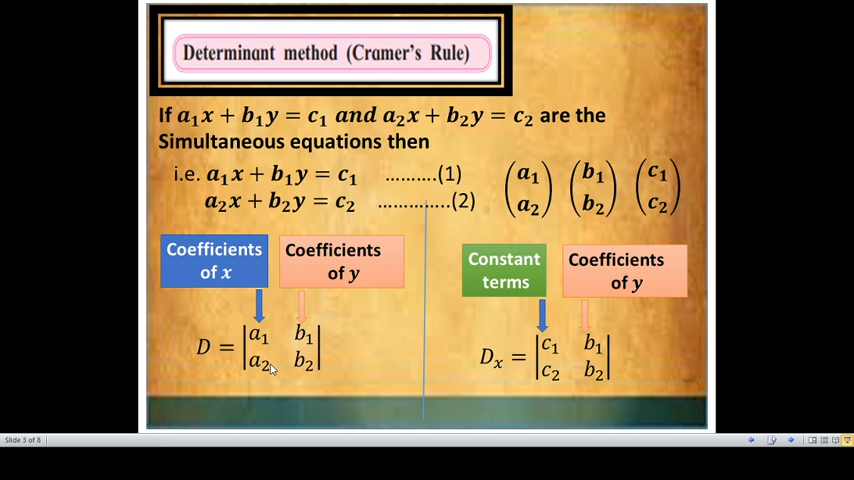 Determinant method (Cramer's Rule)
If a₁x + b₁y = c₁ and a₂x + b₂y = c₂ are the
Simultaneous equations then
i.e. a₁x + b₁y = c₁ ..........(1)
a₂x + b₂y = c₂ ..............(2)
(a₁ a₂) (b₁ b₂) (c₁ c₂)
Coefficients
of x
Coefficients
of y
D = |a₁ b₁|
|a₂ b₂|
Constant
terms
Coefficients
of y
Dₓ = |c₁ b₁|
|c₂ b₂|
Slide 3 of 8